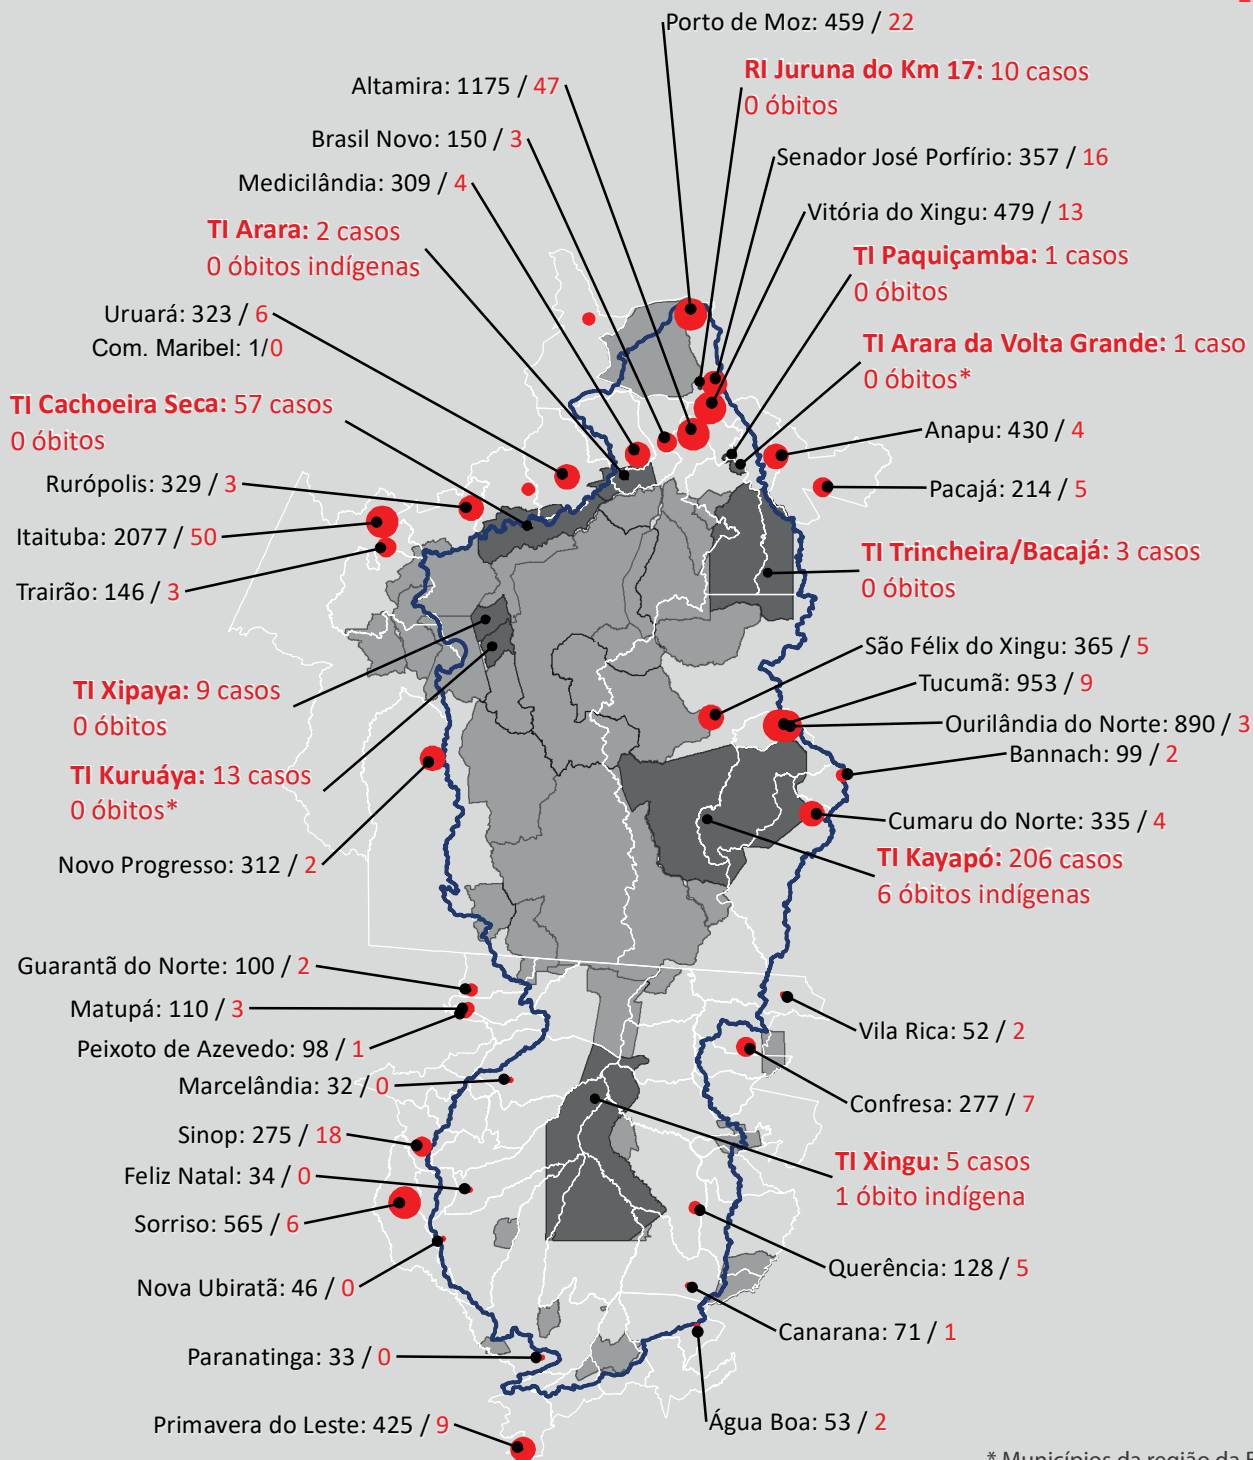 Porto de Moz: 459 / 22
RI Juruna do Km 17: 10 casos
0 óbitos
Altamira: 1175 / 47
Brasil Novo: 150 / 3
Senador José Porfírio: 357 / 16
Medicilândia: 309 / 4
Vitória do Xingu: 479 / 13
TI Arara: 2 casos
0 óbitos indígenas
TI Paquiçamba: 1 casos
0 óbitos
Uruará: 323 / 6
Com. Maribel: 1/0
TI Arara da Volta Grande: 1 caso
0 óbitos*
TI Cachoeira Seca: 57 casos
0 óbitos
Anapu: 430 / 4
Rurópolis: 329 / 3
Pacajá: 214 / 5
Itaituba: 2077 / 50
TI Trincheira/Bacajá: 3 casos
0 óbitos
Trairão: 146 / 3
São Félix do Xingu: 365 / 5
TI Xipaya: 9 casos
0 óbitos
Tucumã: 953 / 9
Ourilândia do Norte: 890 / 3
Bannach: 99 / 2
TI Kuruáya: 13 casos
0 óbitos*
Cumaru do Norte: 335 / 4
Novo Progresso: 312 / 2
TI Kayapó: 206 casos
6 óbitos indígenas
Guarantã do Norte: 100 / 2
Matupá: 110 / 3
Vila Rica: 52 / 2
Peixoto de Azevedo: 98 / 1
Marcelândia: 32 / 0
Confresa: 277 / 7
Sinop: 275 / 18
TI Xingu: 5 casos
1 óbito indígena
Feliz Natal: 34 / 0
Sorriso: 565 / 6
Querência: 128 / 5
Nova Ubiratã: 46 / 0
Canarana: 71 / 1
Paranatinga: 33 / 0
Água Boa: 53 / 2
Primavera do Leste: 425 / 9
* Municípios da região da